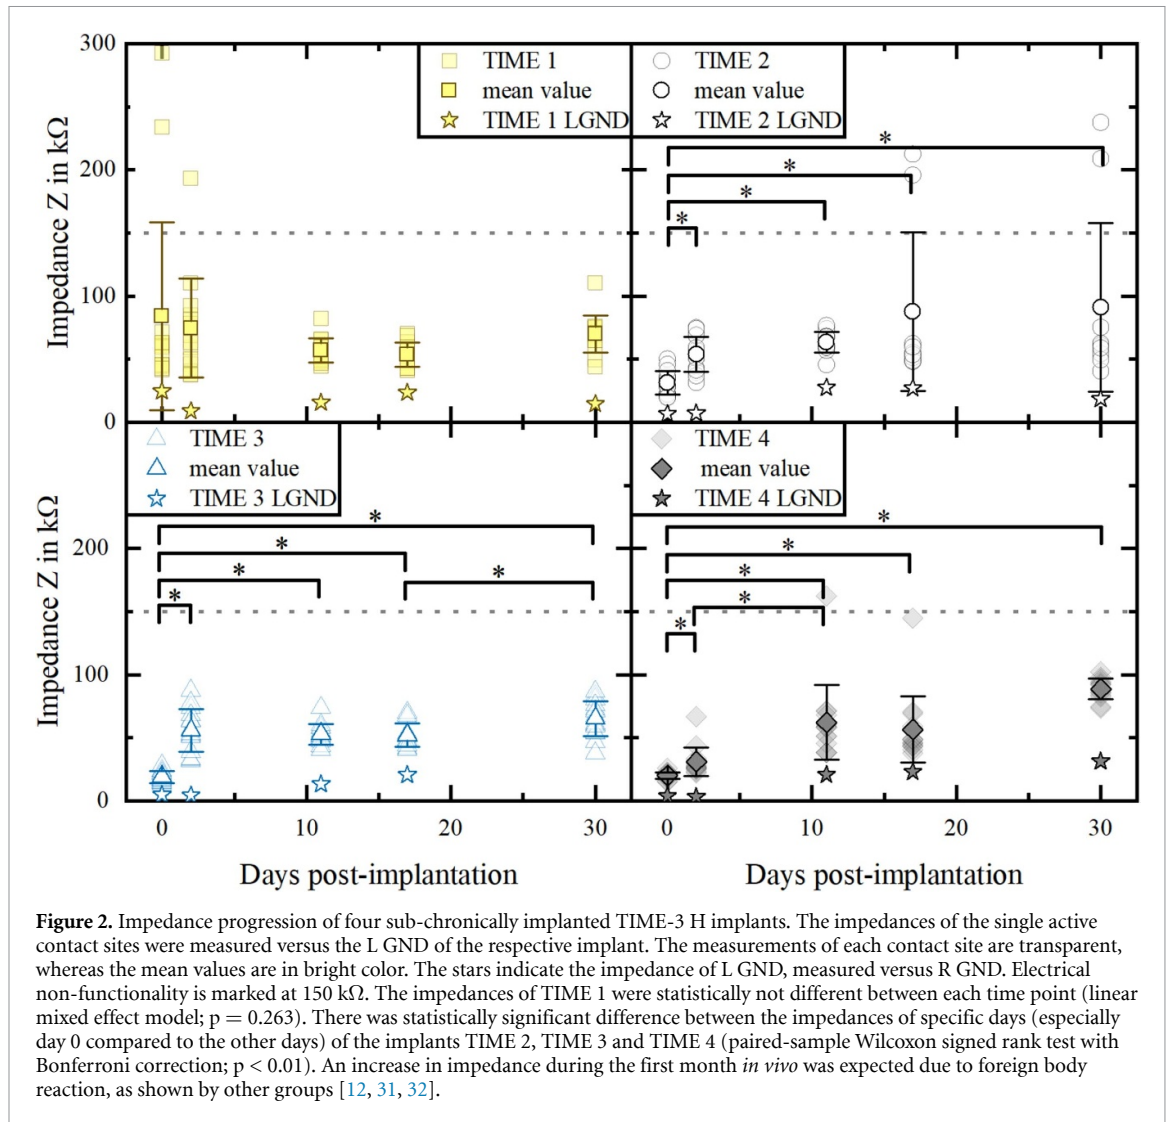 300
200
100
0
Impedance Z in kΩ
TIME 1
mean value
TIME 1 LGND
TIME 2
mean value
TIME 2 LGND
*
*
*
*
200
100
0
Impedance Z in kΩ
TIME 3
mean value
TIME 3 LGND
*
*
*
*
*
TIME 4
mean value
TIME 4 LGND
*
*
*
*
*
0 10 20 30
0 10 20 30
Days post-implantation
Days post-implantation
Figure 2. Impedance progression of four sub-chronically implanted TIME-3 H implants. The impedances of the single active
contact sites were measured versus the L GND of the respective implant. The measurements of each contact site are transparent,
whereas the mean values are in bright color. The stars indicate the impedance of L GND, measured versus R GND. Electrical
non-functionality is marked at 150 kΩ. The impedances of TIME 1 were statistically not different between each time point (linear
mixed effect model; p = 0.263). There was statistically significant difference between the impedances of specific days (especially
day 0 compared to the other days) of the implants TIME 2, TIME 3 and TIME 4 (paired-sample Wilcoxon signed rank test with
Bonferroni correction; p < 0.01). An increase in impedance during the first month in vivo was expected due to foreign body
reaction, as shown by other groups [12, 31, 32].